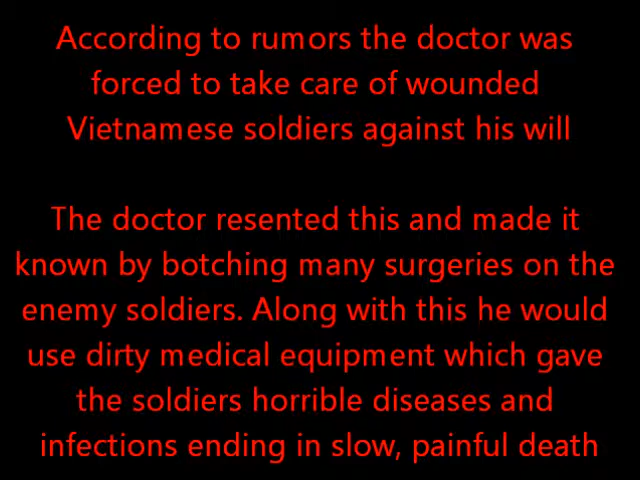 According to rumors the doctor was
forced to take care of wounded
Vietnamese soldiers against his will
The doctor resented this and made it
known by botching many surgeries on the
enemy soldiers. Along with this he would
use dirty medical equipment which gave
the soldiers horrible diseases and
infections ending in slow, painful death